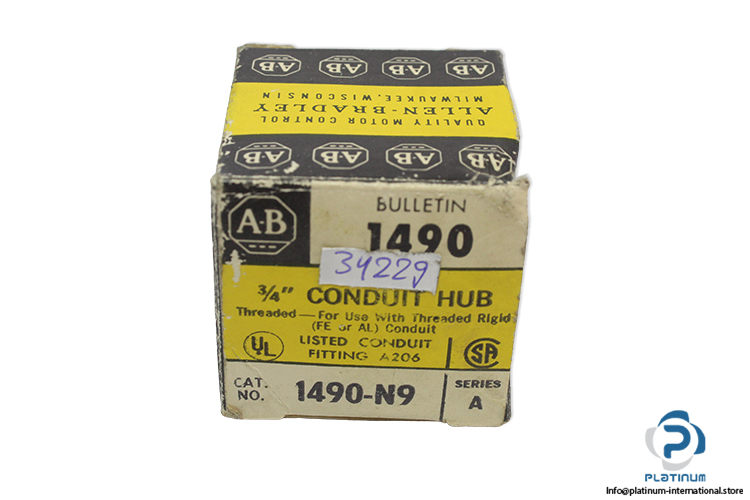 A-B A-B A-B A-B
QUALITY MOTOR CONTROL
ALLEN-BRADLEY
MILWAUKEE, WISCONSIN
A-B A-B A-B A-B
A-B
BULLETIN
1490
34229
3/4" CONDUIT HUB
Threaded — For Use With Threaded Rigid
(FE or AL) Conduit
UL
LISTED CONDUIT
FITTING A206
SA
CAT.
NO.
1490-N9
SERIES
A
PLATINUM
Info@platinum-international.store